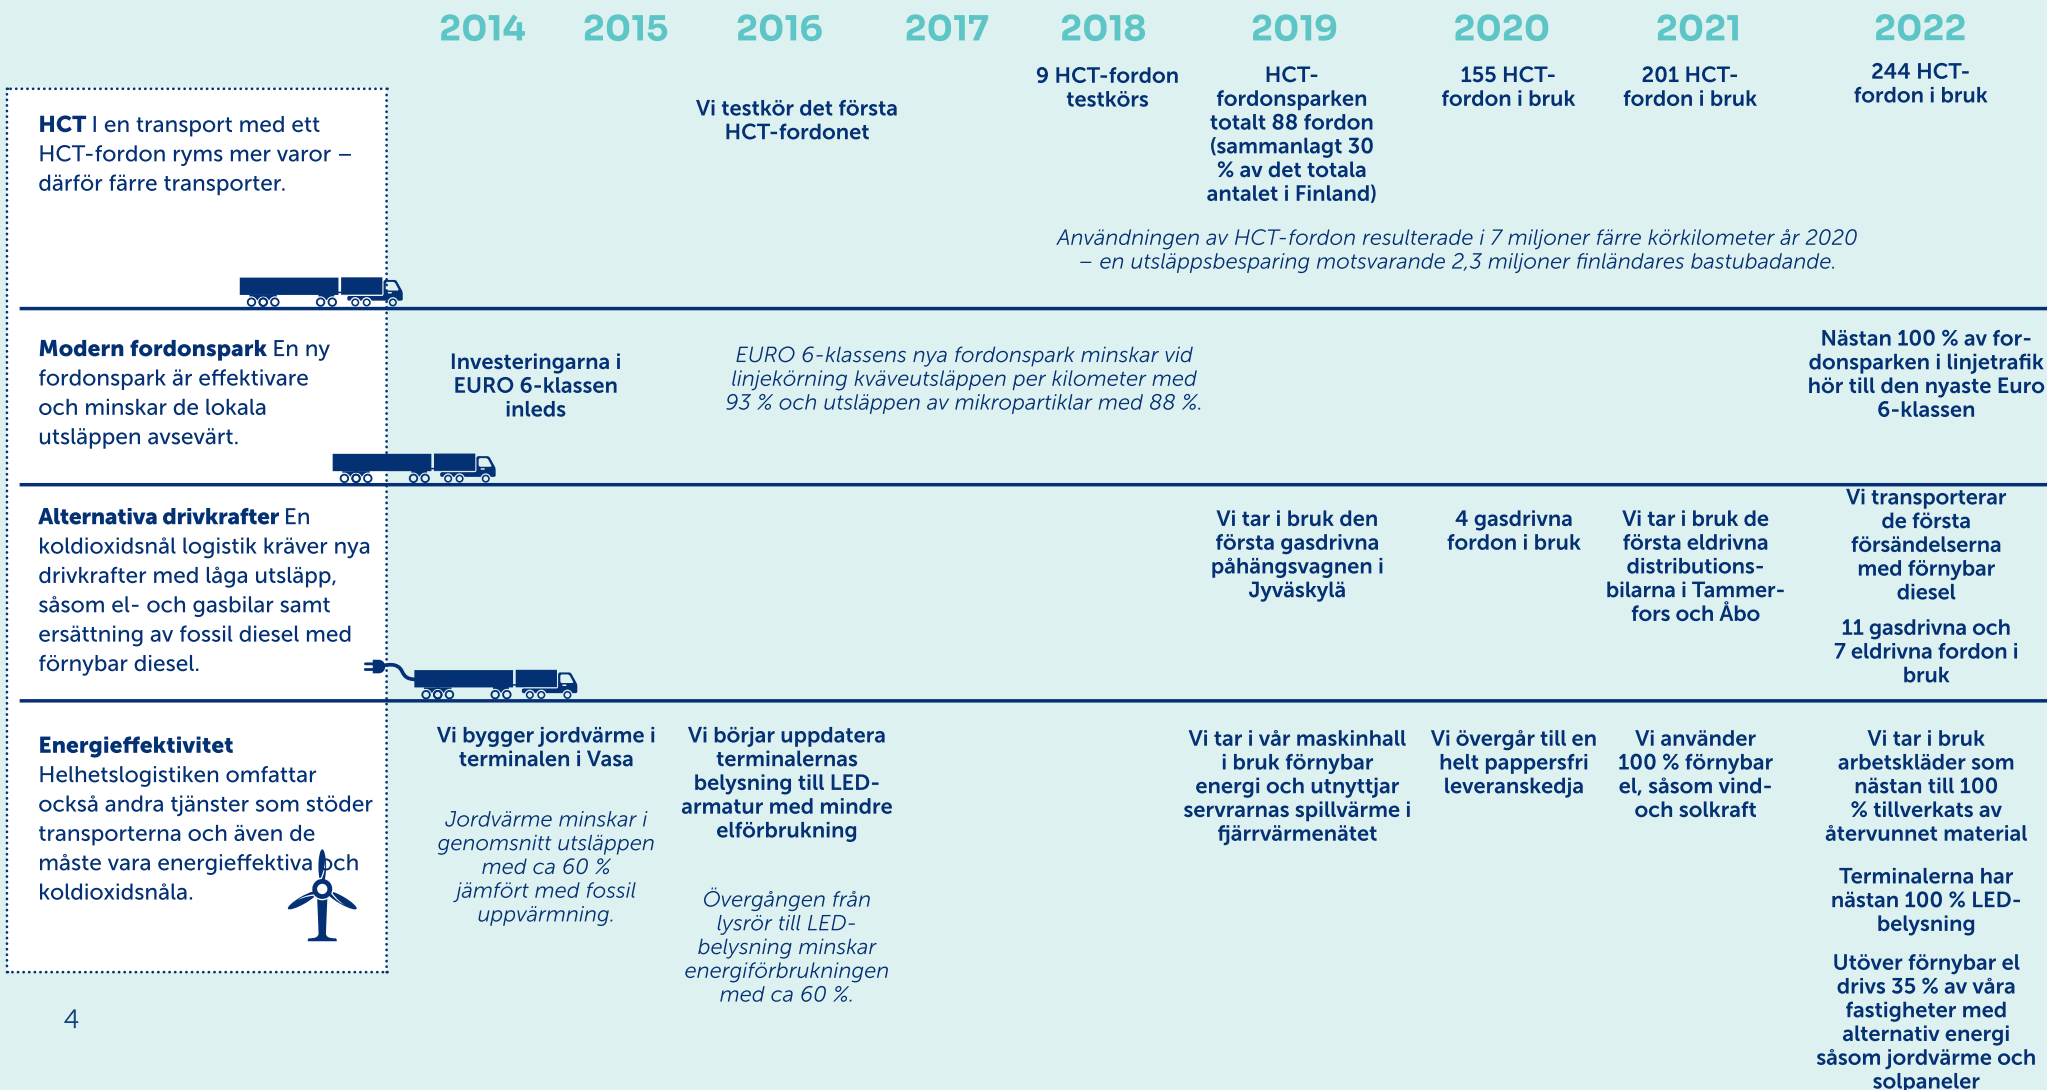 2014 2015 2016 2017 2018 2019 2020 2021 2022
HCT I en transport med ett
HCT-fordon ryms mer varor –
därför färre transporter.
Vi testkör det första
HCT-fordonet
9 HCT-fordon
testkörs
HCT-
fordonsparken
totalt 88 fordon
(sammanlagt 30
% av det totala
antalet i Finland)
155 HCT-
fordon i bruk
201 HCT-
fordon i bruk
244 HCT-
fordon i bruk
Användningen av HCT-fordon resulterade i 7 miljoner färre körkilometer år 2020
– en utsläppsbesparing motsvarande 2,3 miljoner finländares bastubadande.
Modern fordonspark En ny
fordonspark är effektivare
och minskar de lokala
utsläppen avsevärt.
Investeringarna i
EURO 6-klassen
inleds
EURO 6-klassens nya fordonspark minskar vid
linjekörning kväveutsläppen per kilometer med
93 % och utsläppen av mikropartiklar med 88 %.
Nästan 100 % av for-
donsparken i linjetrafik
hör till den nyaste Euro
6-klassen
Alternativa drivkrafter En
koldioxidsnål logistik kräver nya
drivkrafter med låga utsläpp,
såsom el- och gasbilar samt
ersättning av fossil diesel med
förnybar diesel.
Vi tar i bruk den
första gasdrivna
påhängsvagnen i
Jyväskylä
4 gasdrivna
fordon i bruk
Vi tar i bruk de
första eldrivna
distributions-
bilarna i Tammer-
fors och Åbo
Vi transporterar
de första
försändelserna
med förnybar
diesel
11 gasdrivna och
7 eldrivna fordon i
bruk
Energieffektivitet
Helhetslogistiken omfattar
också andra tjänster som stöder
transporterna och även de
måste vara energieffektiva och
koldioxidsnåla.
Vi bygger jordvärme i
terminalen i Vasa
Jordvärme minskar i
genomsnitt utsläppen
med ca 60 %
jämfört med fossil
uppvärmning.
Vi börjar uppdatera
terminalernas
belysning till LED-
armatur med mindre
elförbrukning
Övergången från
lysrör till LED-
belysning minskar
energiförbrukningen
med ca 60 %.
Vi tar i vår maskinhall
i bruk förnybar
energi och utnyttjar
servrarnas spillvärme i
fjärrvärmenätet
Vi övergår till en
helt pappersfri
leveranskedja
Vi använder
100 % förnybar
el, såsom vind-
och solkraft
Vi tar i bruk
arbetskläder som
nästan till 100
% tillverkats av
återvunnet material
Terminalerna har
nästan 100 % LED-
belysning
Utöver förnybar el
drivs 35 % av våra
fastigheter med
alternativ energi
såsom jordvärme och
solpaneler
4